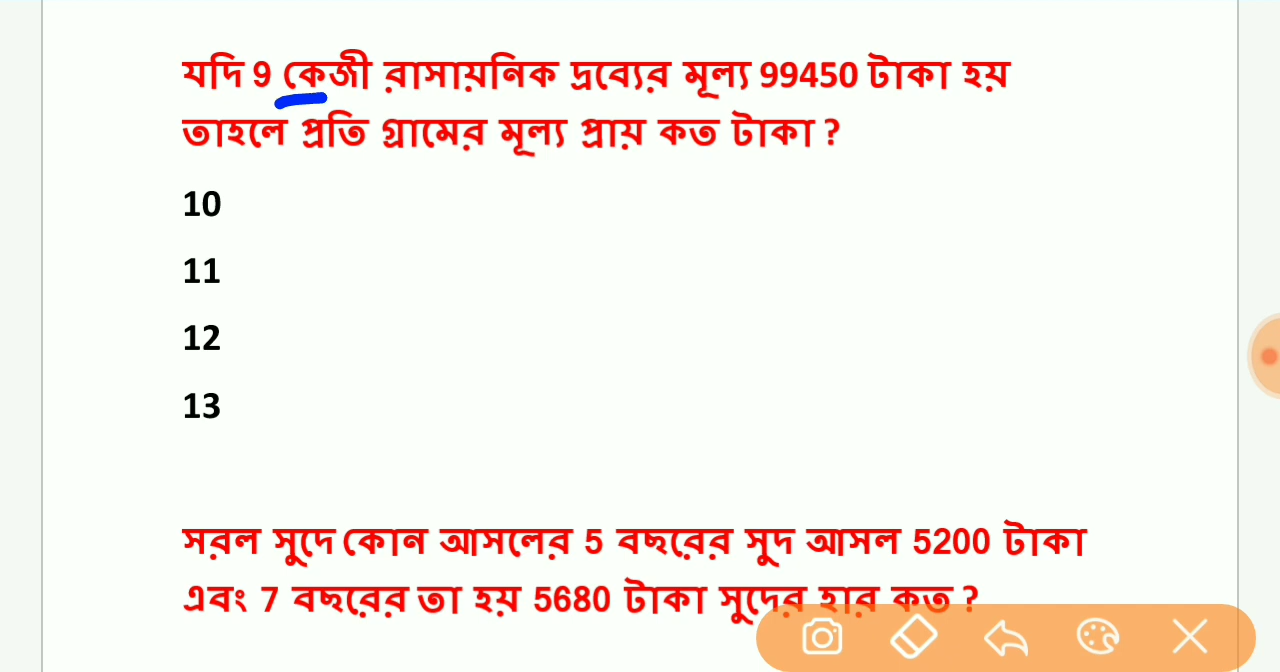 যদি 9 কেজী রাসায়নিক দ্রব্যের মূল্য 99450 টাকা হয়
তাহলে প্রতি গ্রামের মূল্য প্রায় কত টাকা ?
10
11
12
13
সরল সুদে কোন আসলের 5 বছরের সুদ আসল 5200 টাকা
এবং 7 বছরের তা হয় 5680 টাকা সুদের হার কত ?